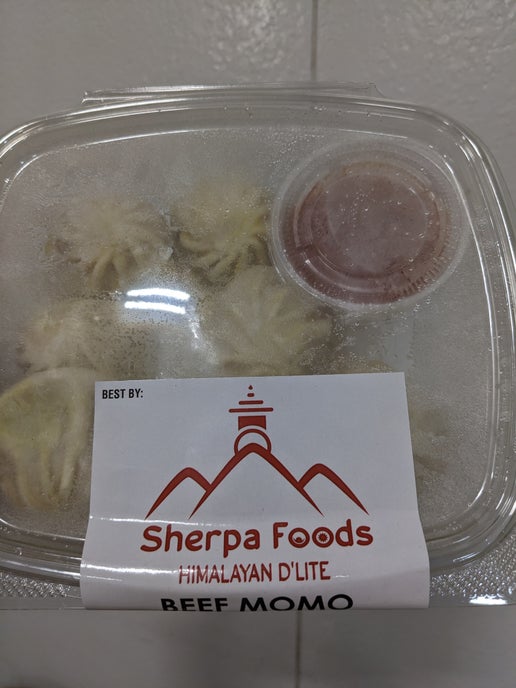 BEST BY:
Sherpa Foods
HIMALAYAN D'LITE
BEEF MOMO